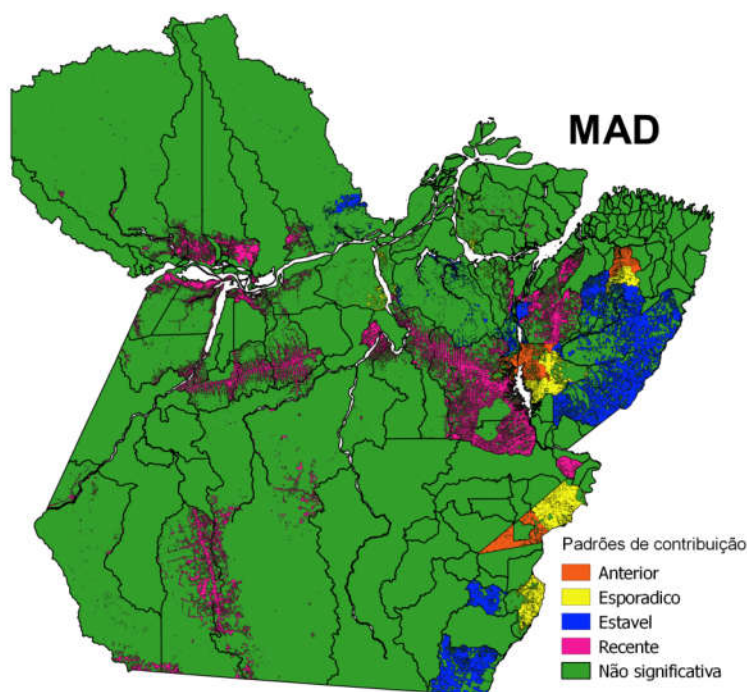 MAD
Padrões de contribuição
Anterior
Esporadico
Estavel
Recente
Não significativa